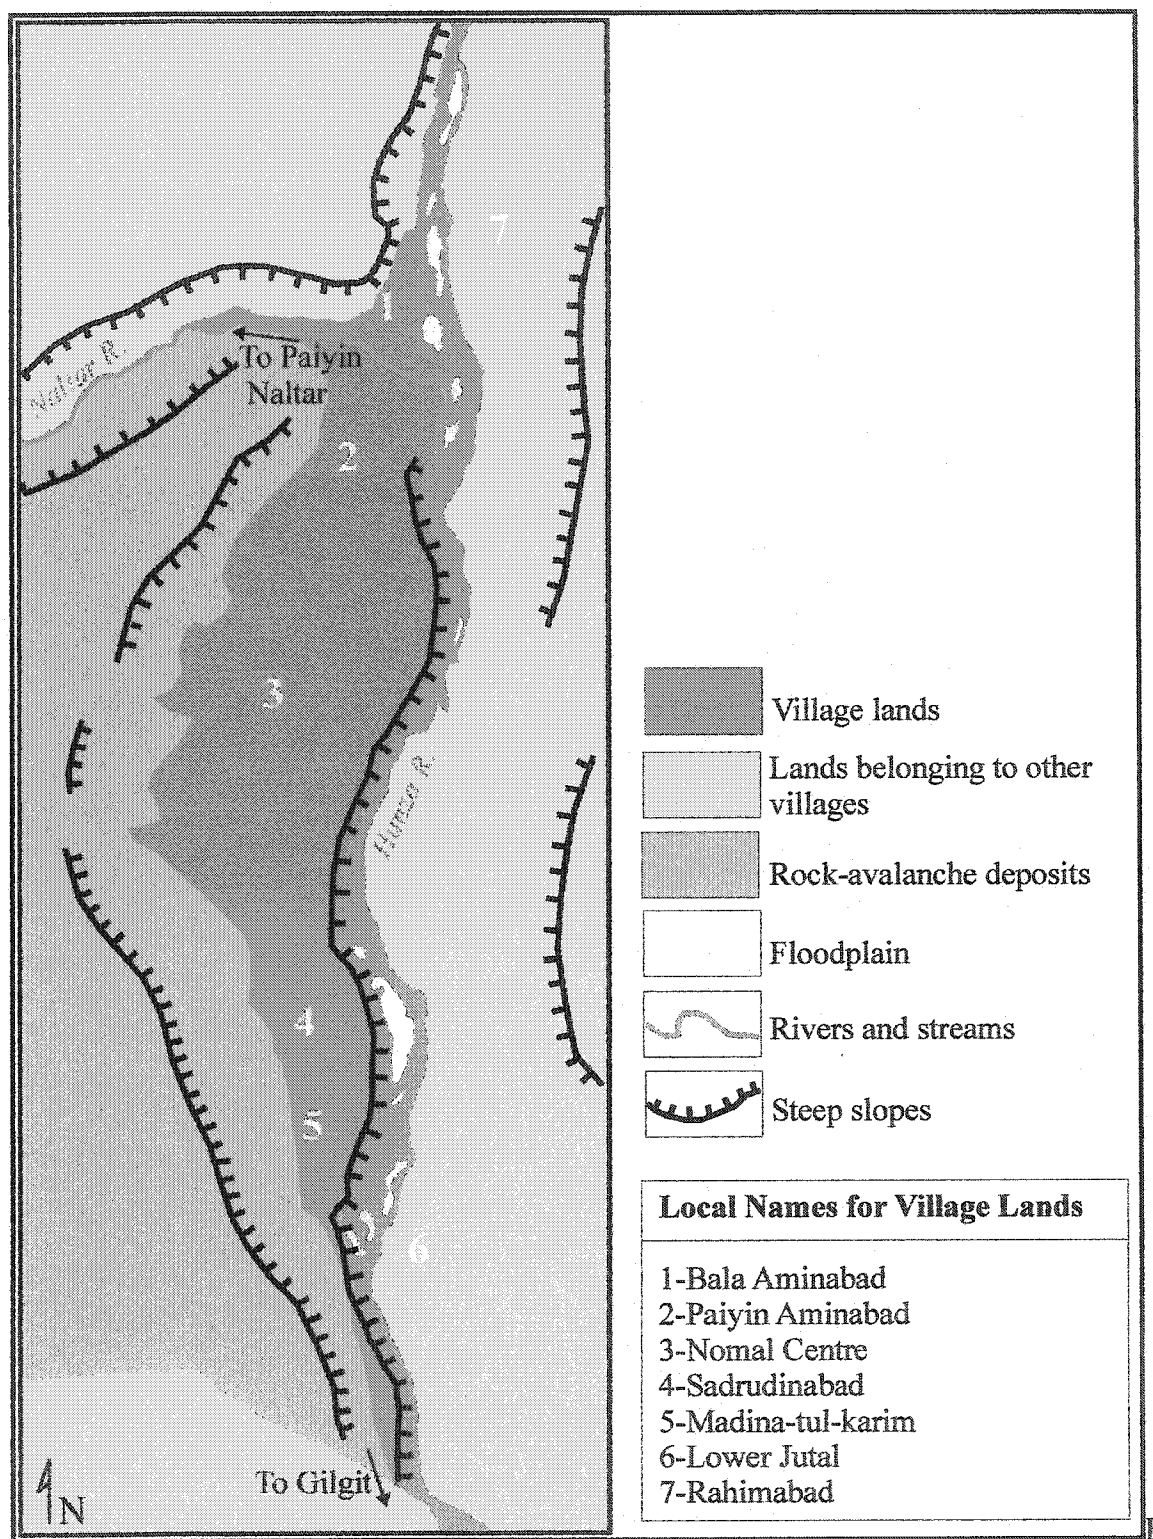 7
Naltar R.
To Paiyin
Naltar
2
3
Hunza R.
4
5
6
To Gilgit
N
Village lands
Lands belonging to other
villages
Rock-avalanche deposits
Floodplain
Rivers and streams
Steep slopes
Local Names for Village Lands
1-Bala Aminabad
2-Paiyin Aminabad
3-Nomal Centre
4-Sadrudinabad
5-Madina-tul-karim
6-Lower Jutal
7-Rahimabad